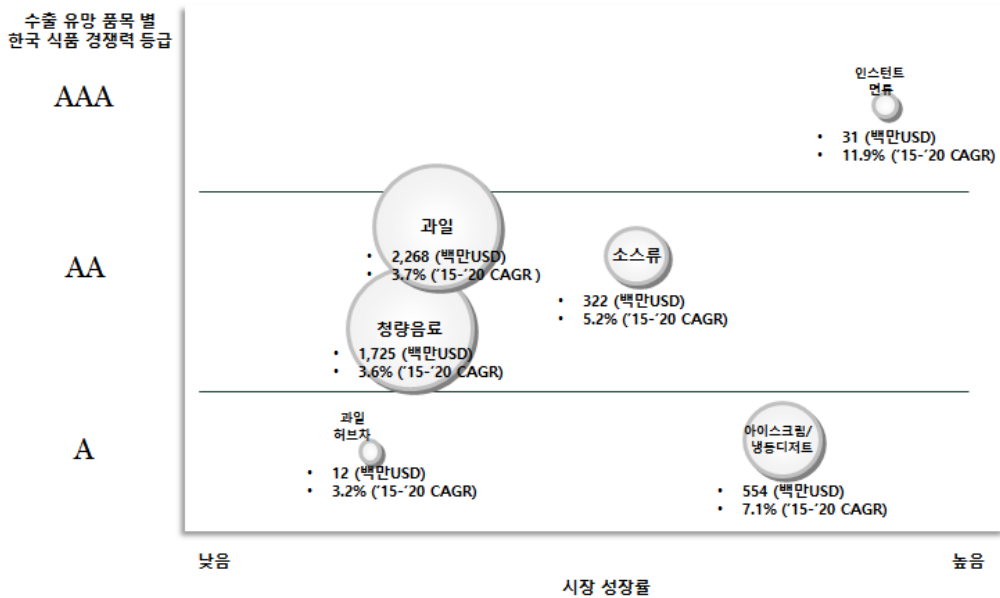 수출 유망 품목 별
한국 식품 경쟁력 등급
AAA
인스턴트
면류
• 31 (백만USD)
• 11.9% ('15-'20 CAGR)
AA
과일
• 2,268 (백만USD)
• 3.7% ('15-'20 CAGR )
소스류
• 322 (백만USD)
• 5.2% ('15-'20 CAGR)
청량음료
• 1,725 (백만USD)
• 3.6% ('15-'20 CAGR)
A
과일
허브차
• 12 (백만USD)
• 3.2% ('15-'20 CAGR)
아이스크림/
냉동디저트
• 554 (백만USD)
• 7.1% ('15-'20 CAGR)
낮음
높음
시장 성장률